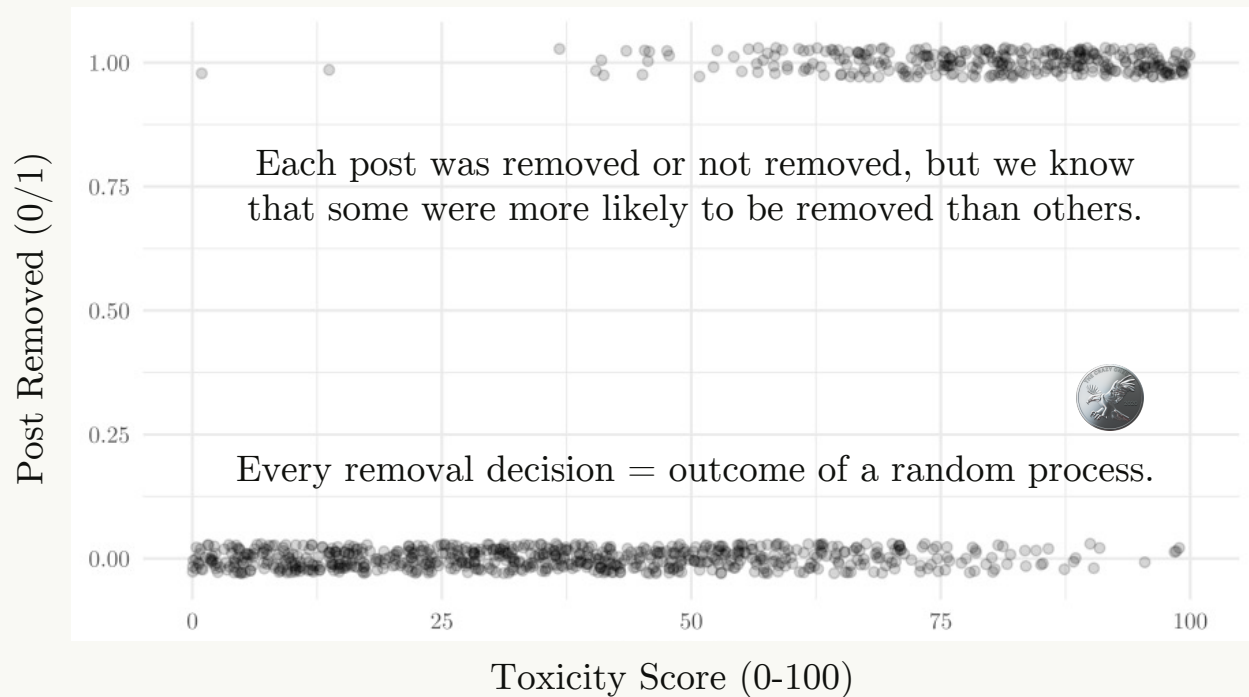 1.00
Each post was removed or not removed, but we know
0.75
that some were more likely to be removed than others.
Post Removed (0/1)
0.50
0.25
Every removal decision = outcome of a random process.
0.00
0
25
50
75
100
Toxicity Score (0-100)